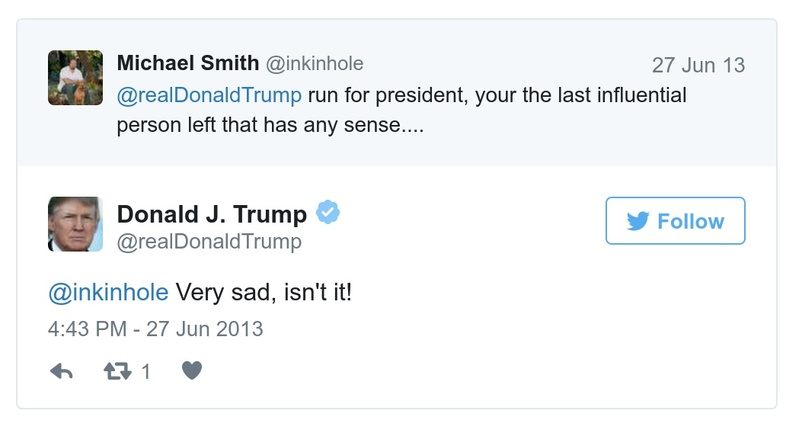 Michael Smith @inkinhole 27 Jun 13
@realDonaldTrump run for president, your the last influential
person left that has any sense....
Donald J. Trump
@realDonaldTrump
Follow
@inkinhole Very sad, isn't it!
4:43 PM - 27 Jun 2013
1